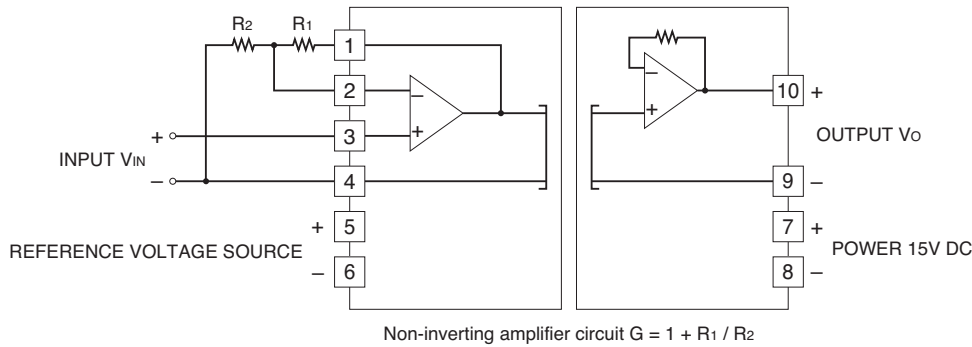 R2 R1
1
2
3
4
5
6
− +
− +
+
INPUT VIN
−
+
REFERENCE VOLTAGE SOURCE
−
10 +
OUTPUT VO
9 −
7 +
POWER 15V DC
8 −
Non-inverting amplifier circuit G = 1 + R1 / R2